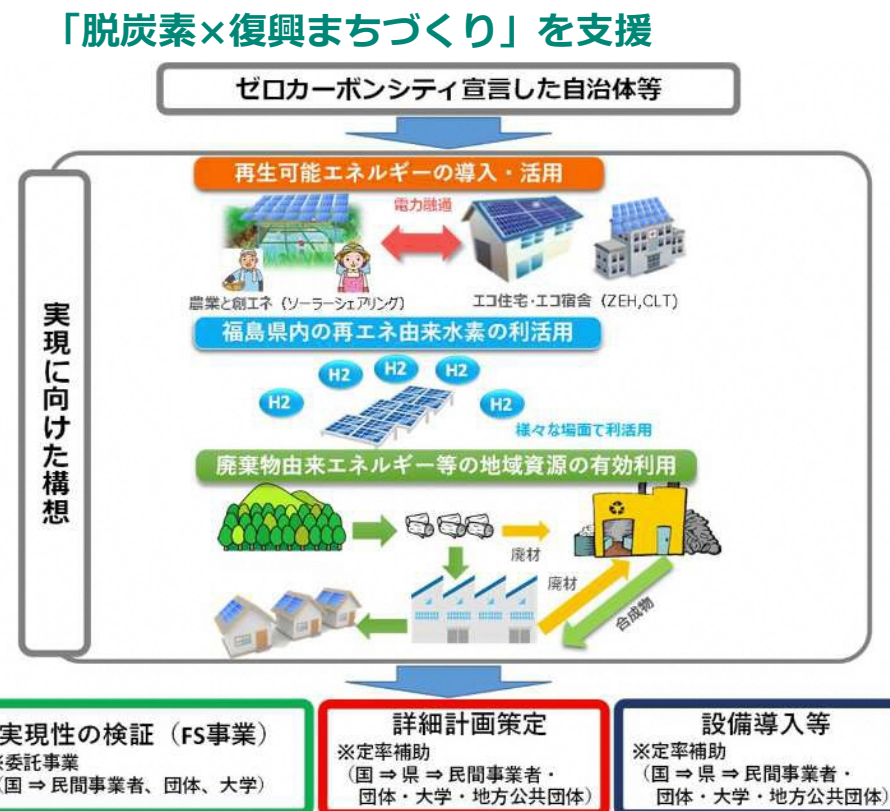 「脱炭素×復興まちづくり」を支援
ゼロカーボンシティ宣言した自治体等
実現に向けた構想
再生可能エネルギーの導入・活用
電力融通
農業と創エネ（ソーラーシェアリング）
エコ住宅・エコ宿舎（ZEH,CLT）
福島県内の再エネ由来水素の利活用
H2
H2
H2
H2
H2
様々な場面で利活用
廃棄物由来エネルギー等の地域資源の有効利用
廃材
廃材
合成物
実現性の検証（FS事業）
※委託事業
（国 ⇒ 民間事業者、団体、大学）
詳細計画策定
※定率補助
（国 ⇒ 県 ⇒ 民間事業者・
団体・大学・地方公共団体）
設備導入等
※定率補助
（国 ⇒ 県 ⇒ 民間事業者・
団体・大学・地方公共団体）